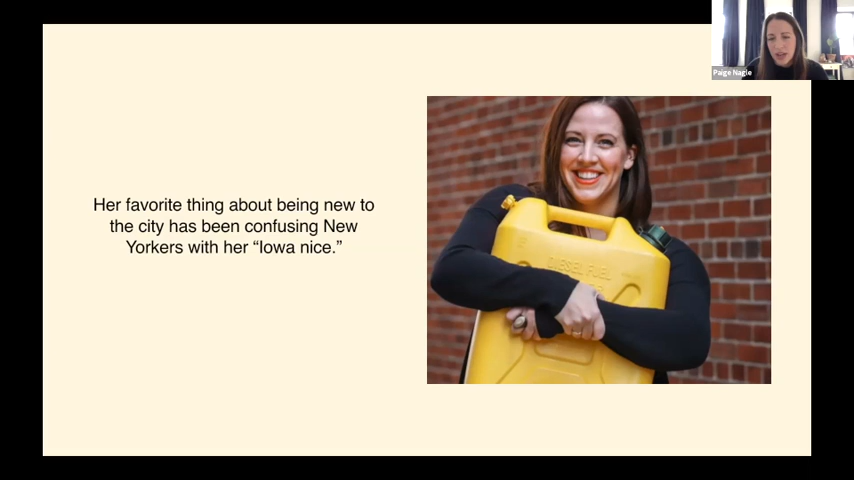 Paige Nagle
Her favorite thing about being new to
the city has been confusing New
Yorkers with her “Iowa nice.”
DIESEL FUEL